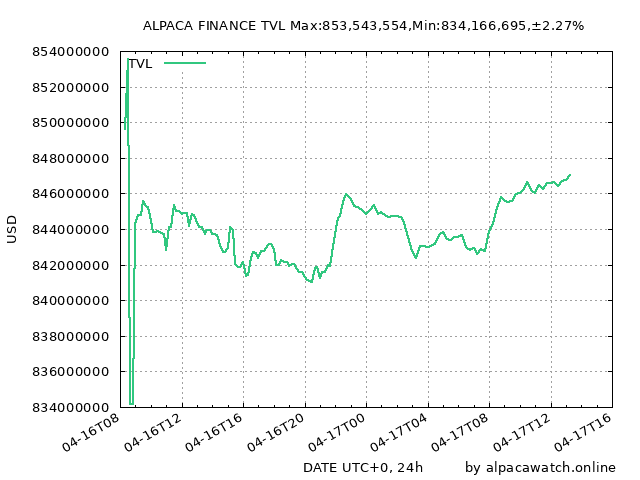 ALPACA FINANCE TVL Max:853,543,554,Min:834,166,695,±2.27%
854000000
TVL
852000000
850000000
848000000
846000000
844000000
USD
842000000
840000000
838000000
836000000
834000000
04-16T08
04-16T12
04-16T16
04-16T20
04-17T00
04-17T04
04-17T08
04-17T12
04-17T16
DATE UTC+0, 24h
by alpacawatch.online